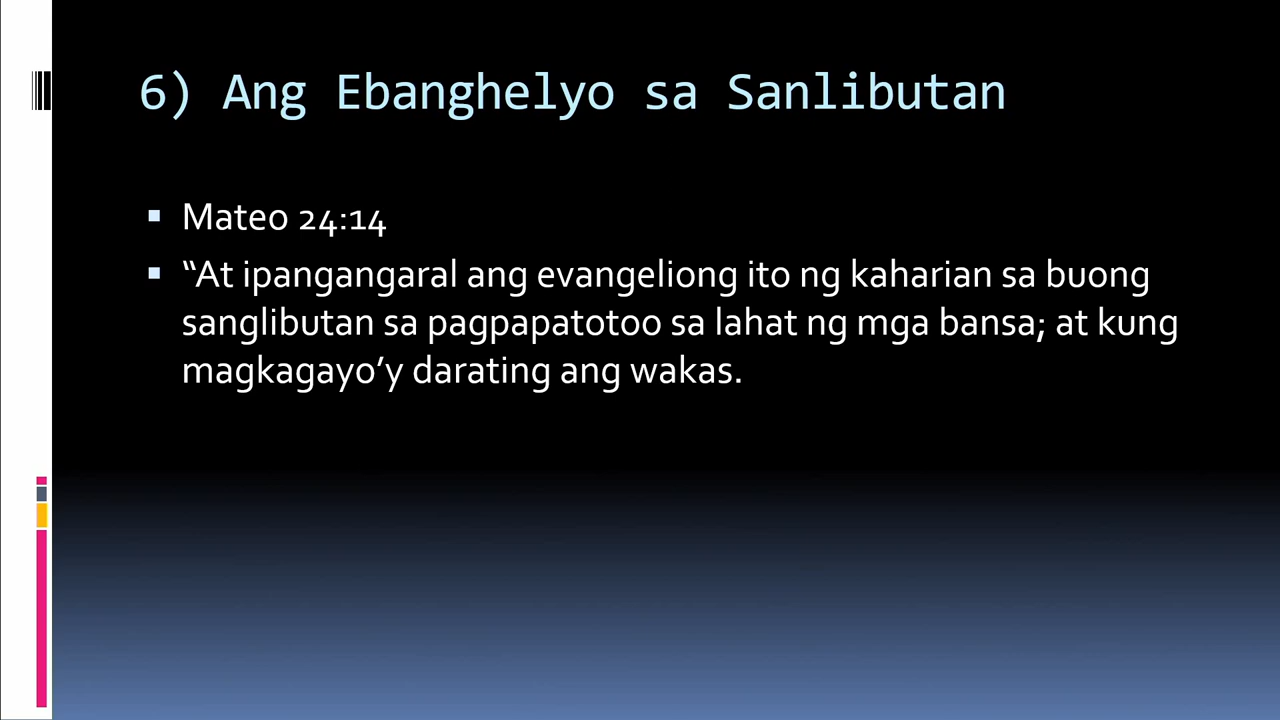 6) Ang Ebanghelyo sa Sanlibutan
Mateo 24:14
“At ipangangaral ang evangeliong ito ng kaharian sa buong
sanglibutan sa pagpapatotoo sa lahat ng mga bansa; at kung
magkagayo’y darating ang wakas.